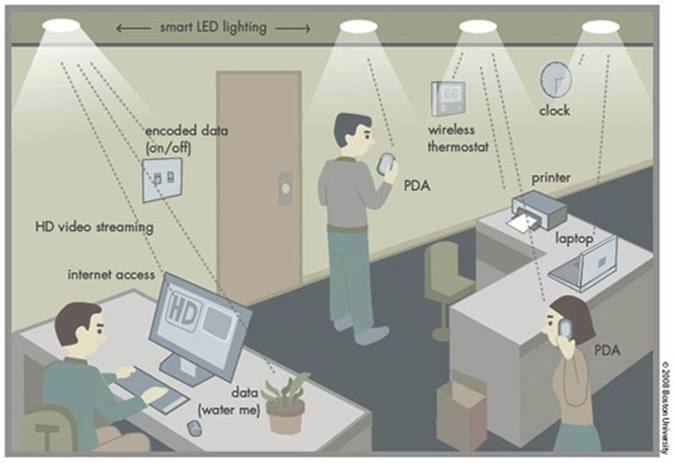 smart LED lighting
encoded data
(on/off)
68
wireless
thermostat
clock
PDA
printer
HD video streaming
laptop
internet access
HD
PDA
data
(water me)
© 2008 Boston University